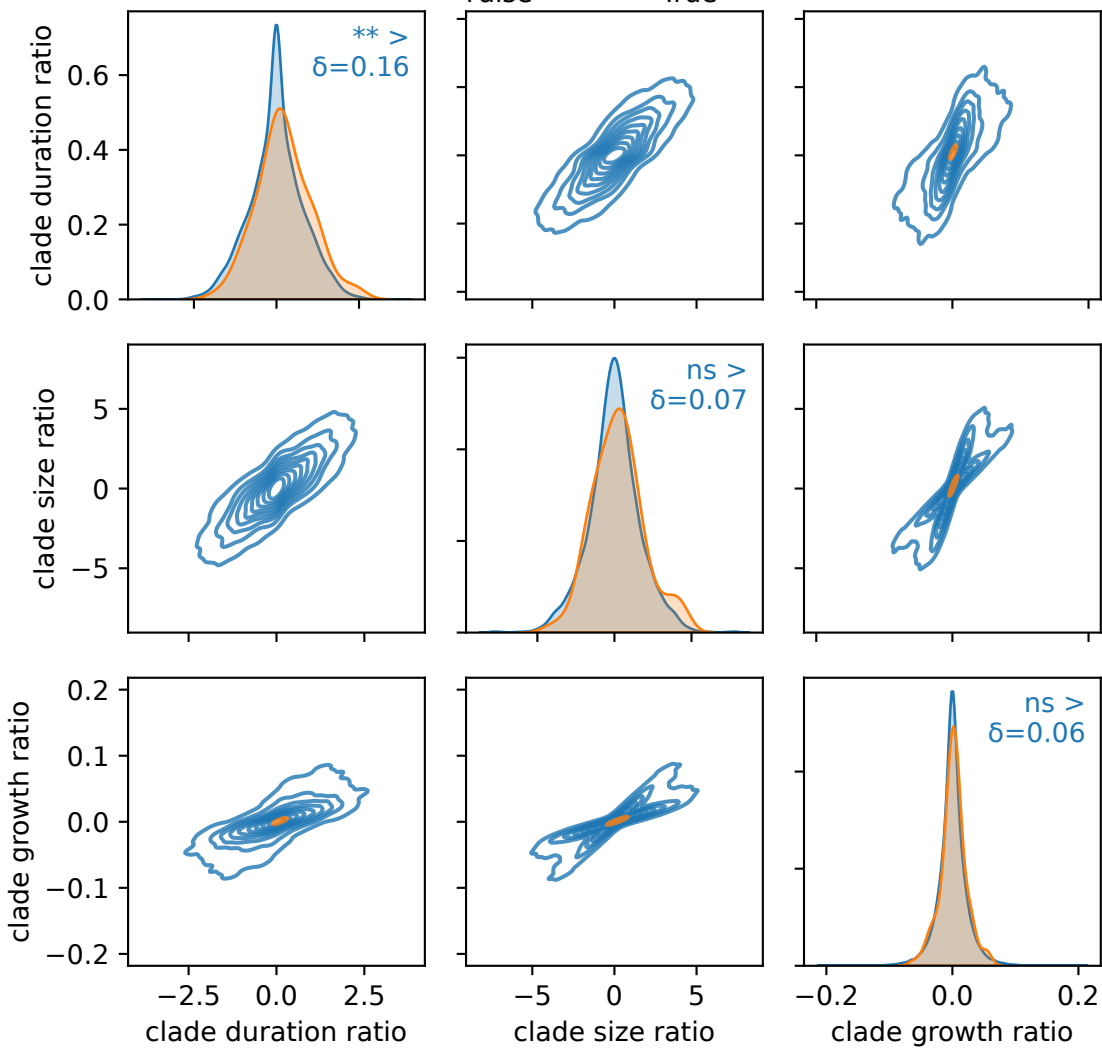 ** >
δ=0.16
clade duration ratio
0.6
0.4
0.2
0.0
ns >
δ=0.07
clade size ratio
5
0
−5
ns >
δ=0.06
clade growth ratio
0.2
0.1
0.0
−0.1
−0.2
−2.5 0.0 2.5
−5 0 5
−0.2 0.0 0.2
clade duration ratio
clade size ratio
clade growth ratio